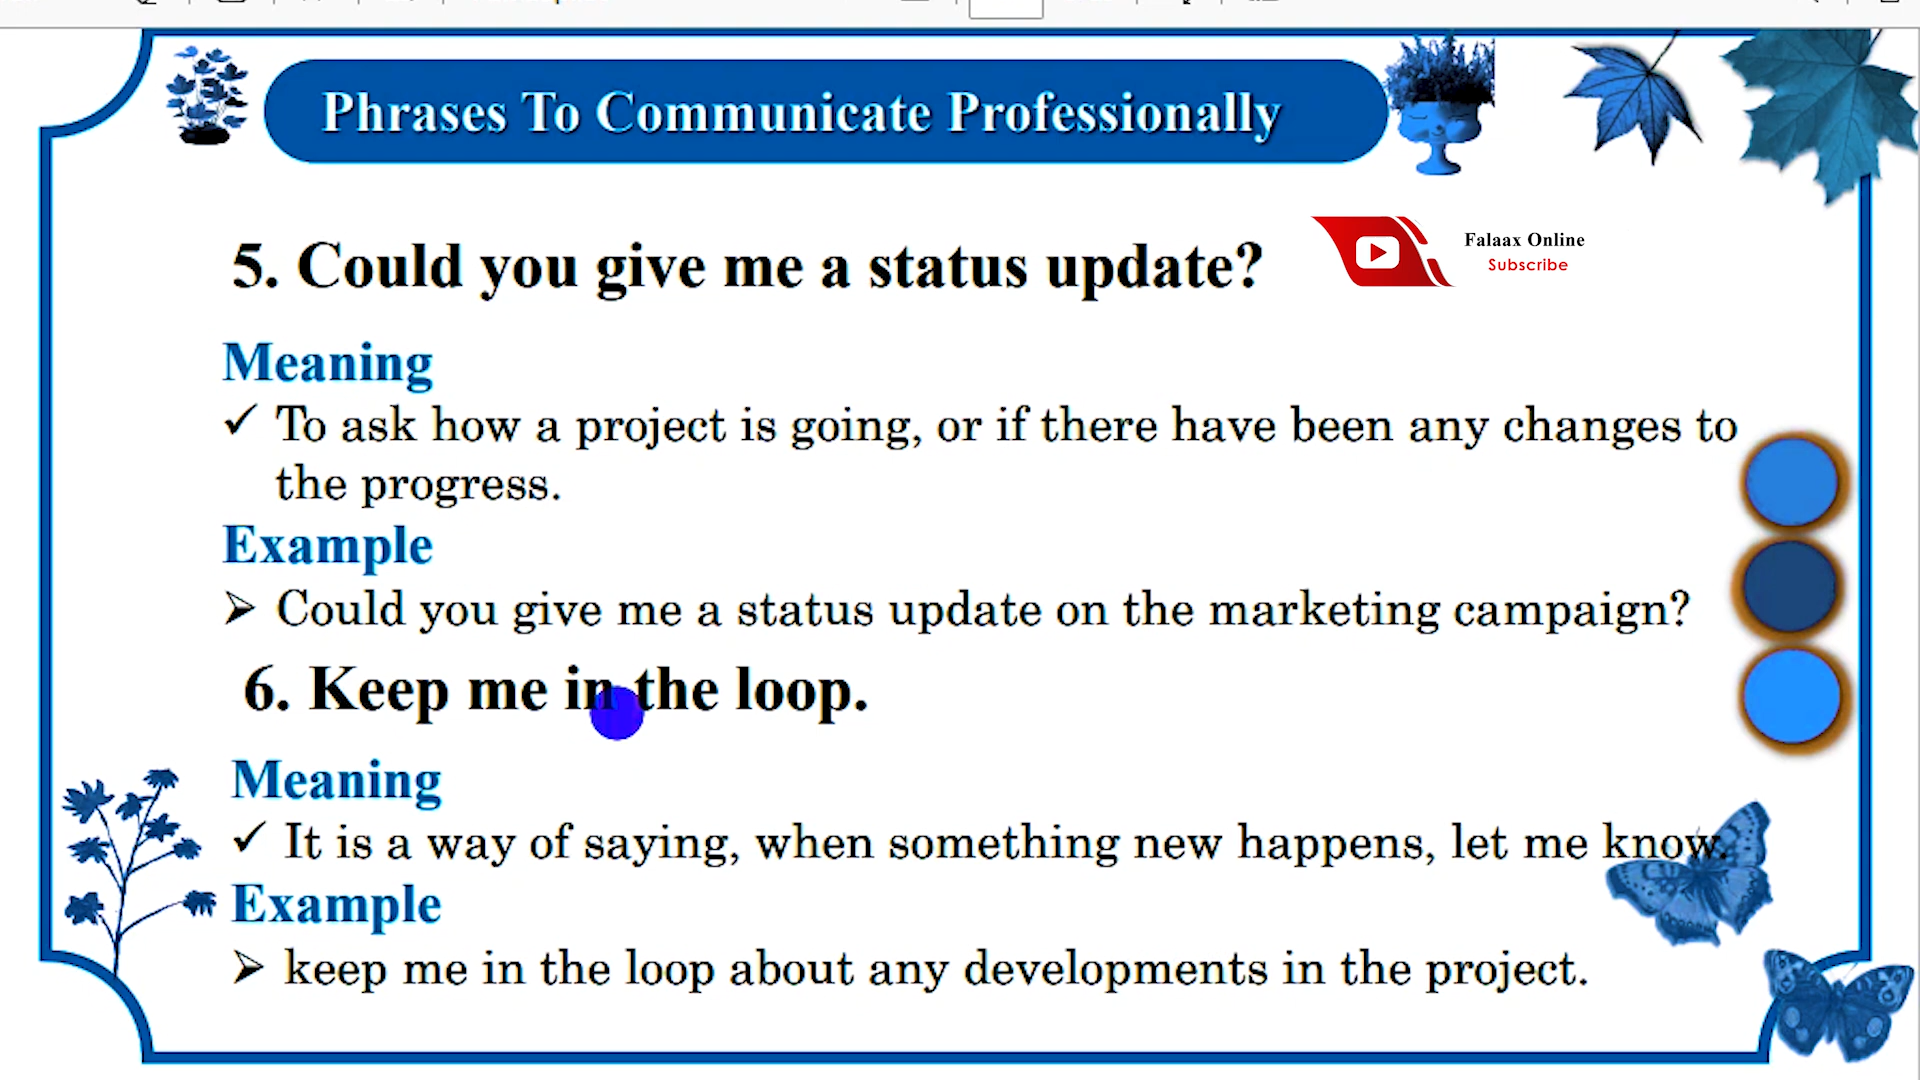 Phrases To Communicate Professionally
5. Could you give me a status update?
Falaax Online
Subscribe
Meaning
✓ To ask how a project is going, or if there have been any changes to
the progress.
Example
➢ Could you give me a status update on the marketing campaign?
6. Keep me in the loop.
Meaning
✓ It is a way of saying, when something new happens, let me know.
Example
➢ keep me in the loop about any developments in the project.